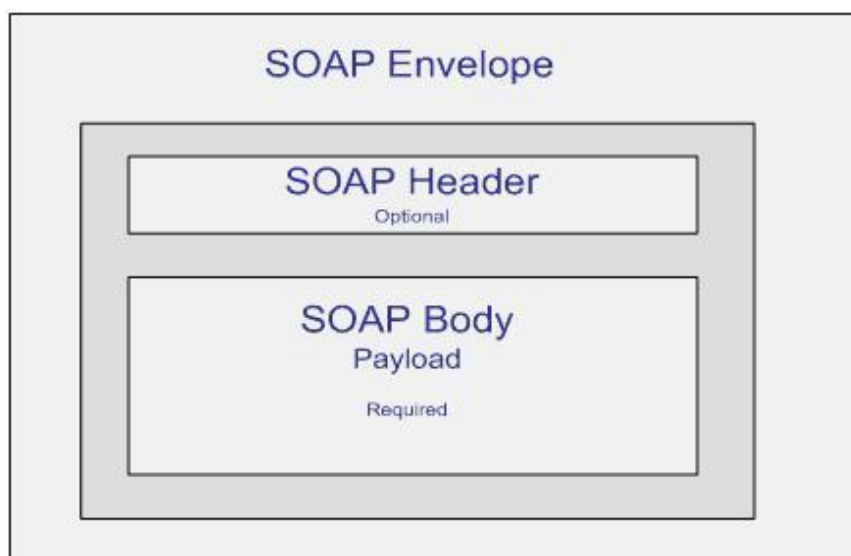 SOAP Envelope
SOAP Header
Optional
SOAP Body
Payload
Required